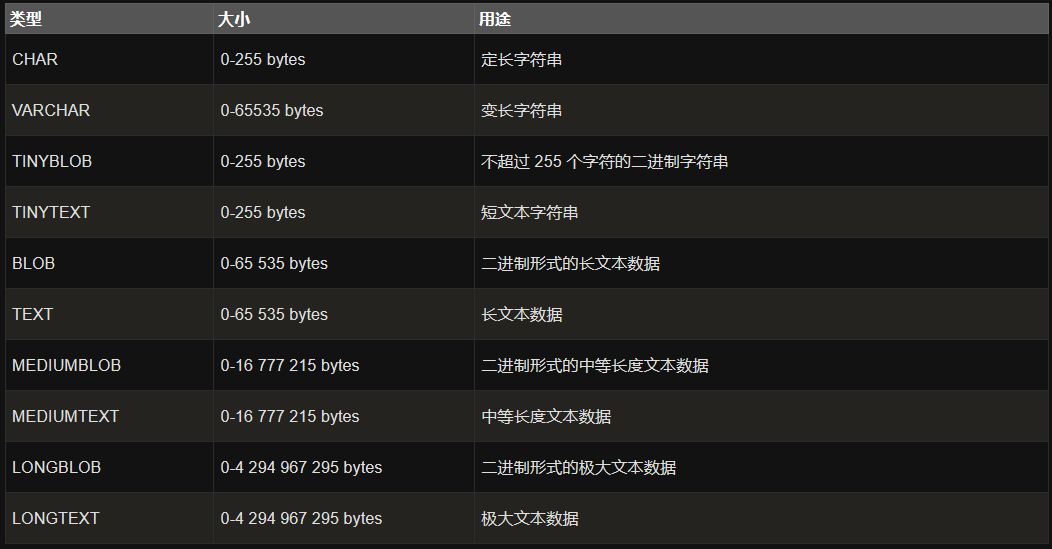 类型 大小 用途
CHAR 0-255 bytes 定长字符串
VARCHAR 0-65535 bytes 变长字符串
TINYBLOB 0-255 bytes 不超过 255 个字符的二进制字符串
TINYTEXT 0-255 bytes 短文本字符串
BLOB 0-65 535 bytes 二进制形式的长文本数据
TEXT 0-65 535 bytes 长文本数据
MEDIUMBLOB 0-16 777 215 bytes 二进制形式的中等长度文本数据
MEDIUMTEXT 0-16 777 215 bytes 中等长度文本数据
LONGBLOB 0-4 294 967 295 bytes 二进制形式的极大文本数据
LONGTEXT 0-4 294 967 295 bytes 极大文本数据